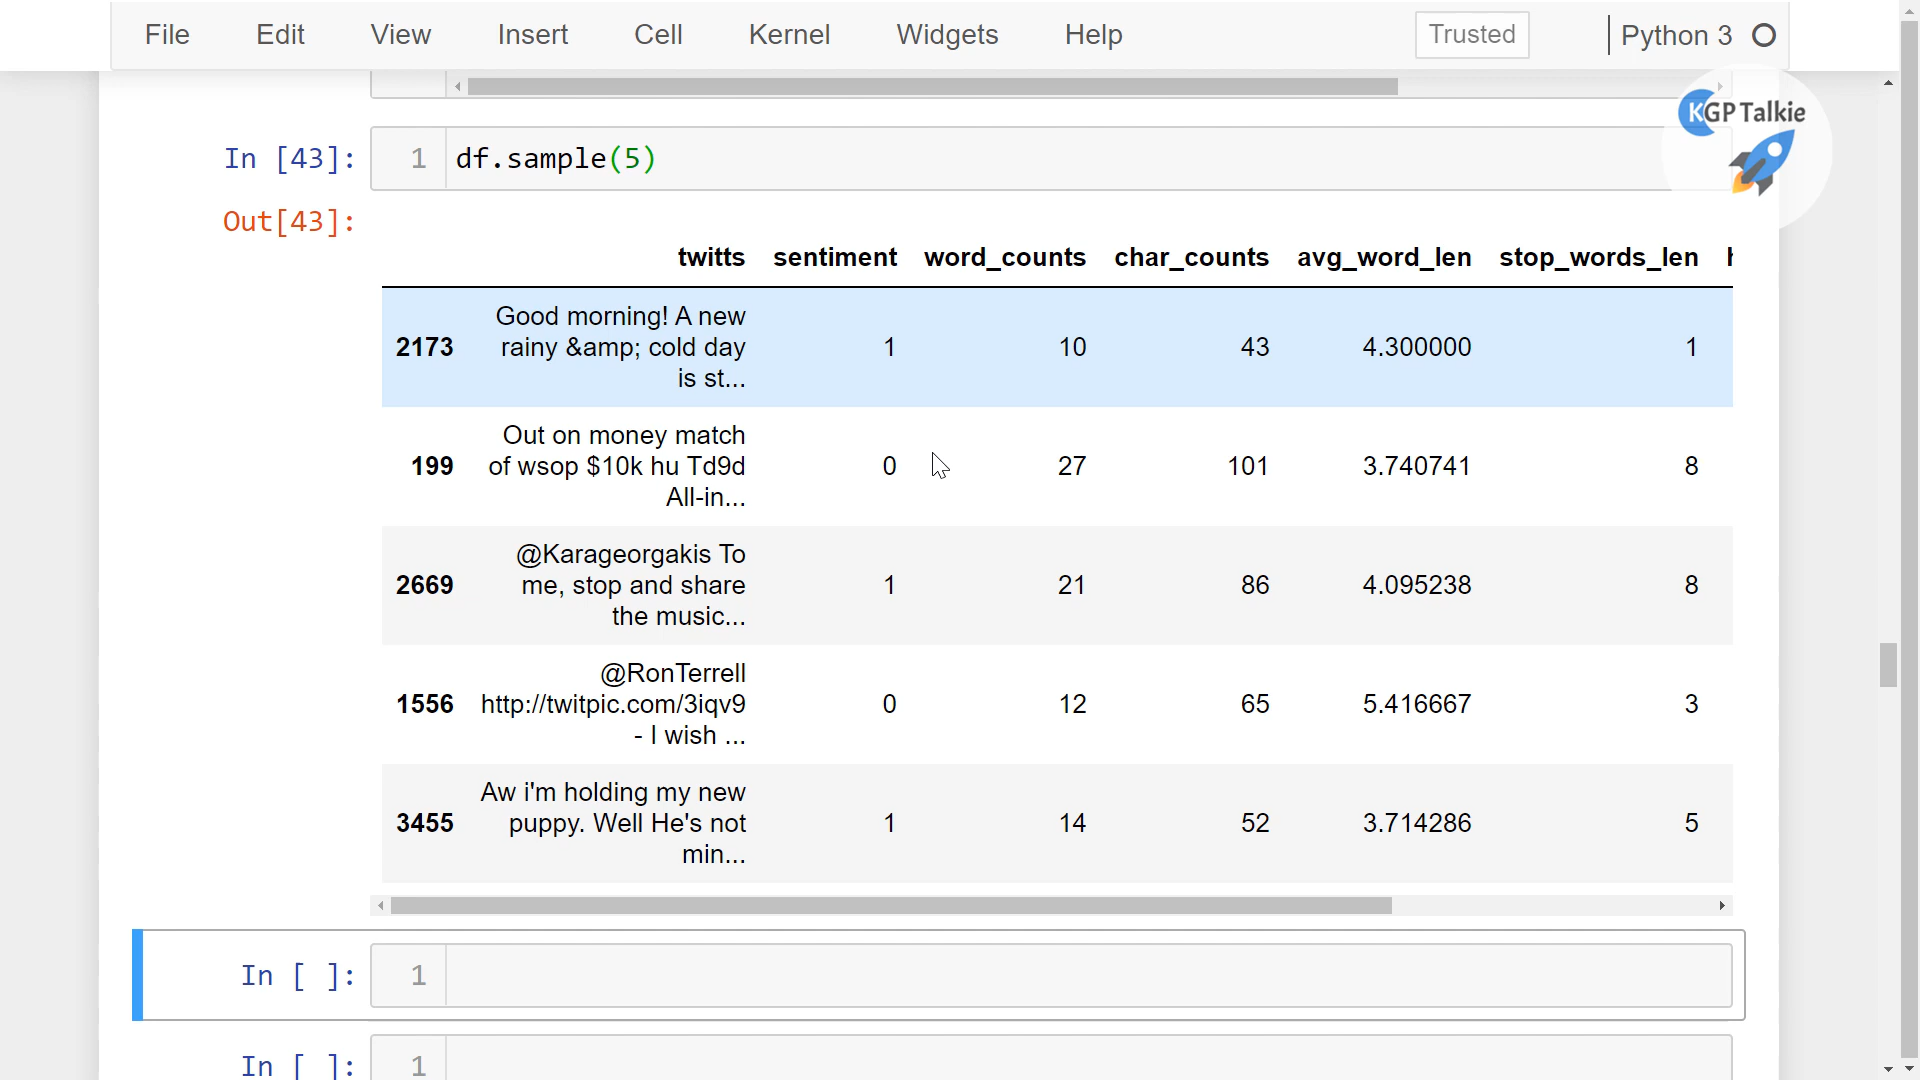 File Edit View Insert Cell Kernel Widgets Help Trusted Python 3
KGP Talkie
In [43]: 1 df.sample(5)
Out[43]:
twitts sentiment word_counts char_counts avg_word_len stop_words_len
Good morning! A new
2173 rainy &amp; cold day 1 10 43 4.300000 1
is st...
Out on money match
199 of wsop $10k hu Td9d 0 27 101 3.740741 8
All-in...
@Karageorgakis To
2669 me, stop and share 1 21 86 4.095238 8
the music...
@RonTerrell
1556 http://twitpic.com/3iqv9 0 12 65 5.416667 3
- I wish ...
Aw i'm holding my new
3455 puppy. Well He's not 1 14 52 3.714286 5
min...
In [ ]: 1
In [ ]: 1